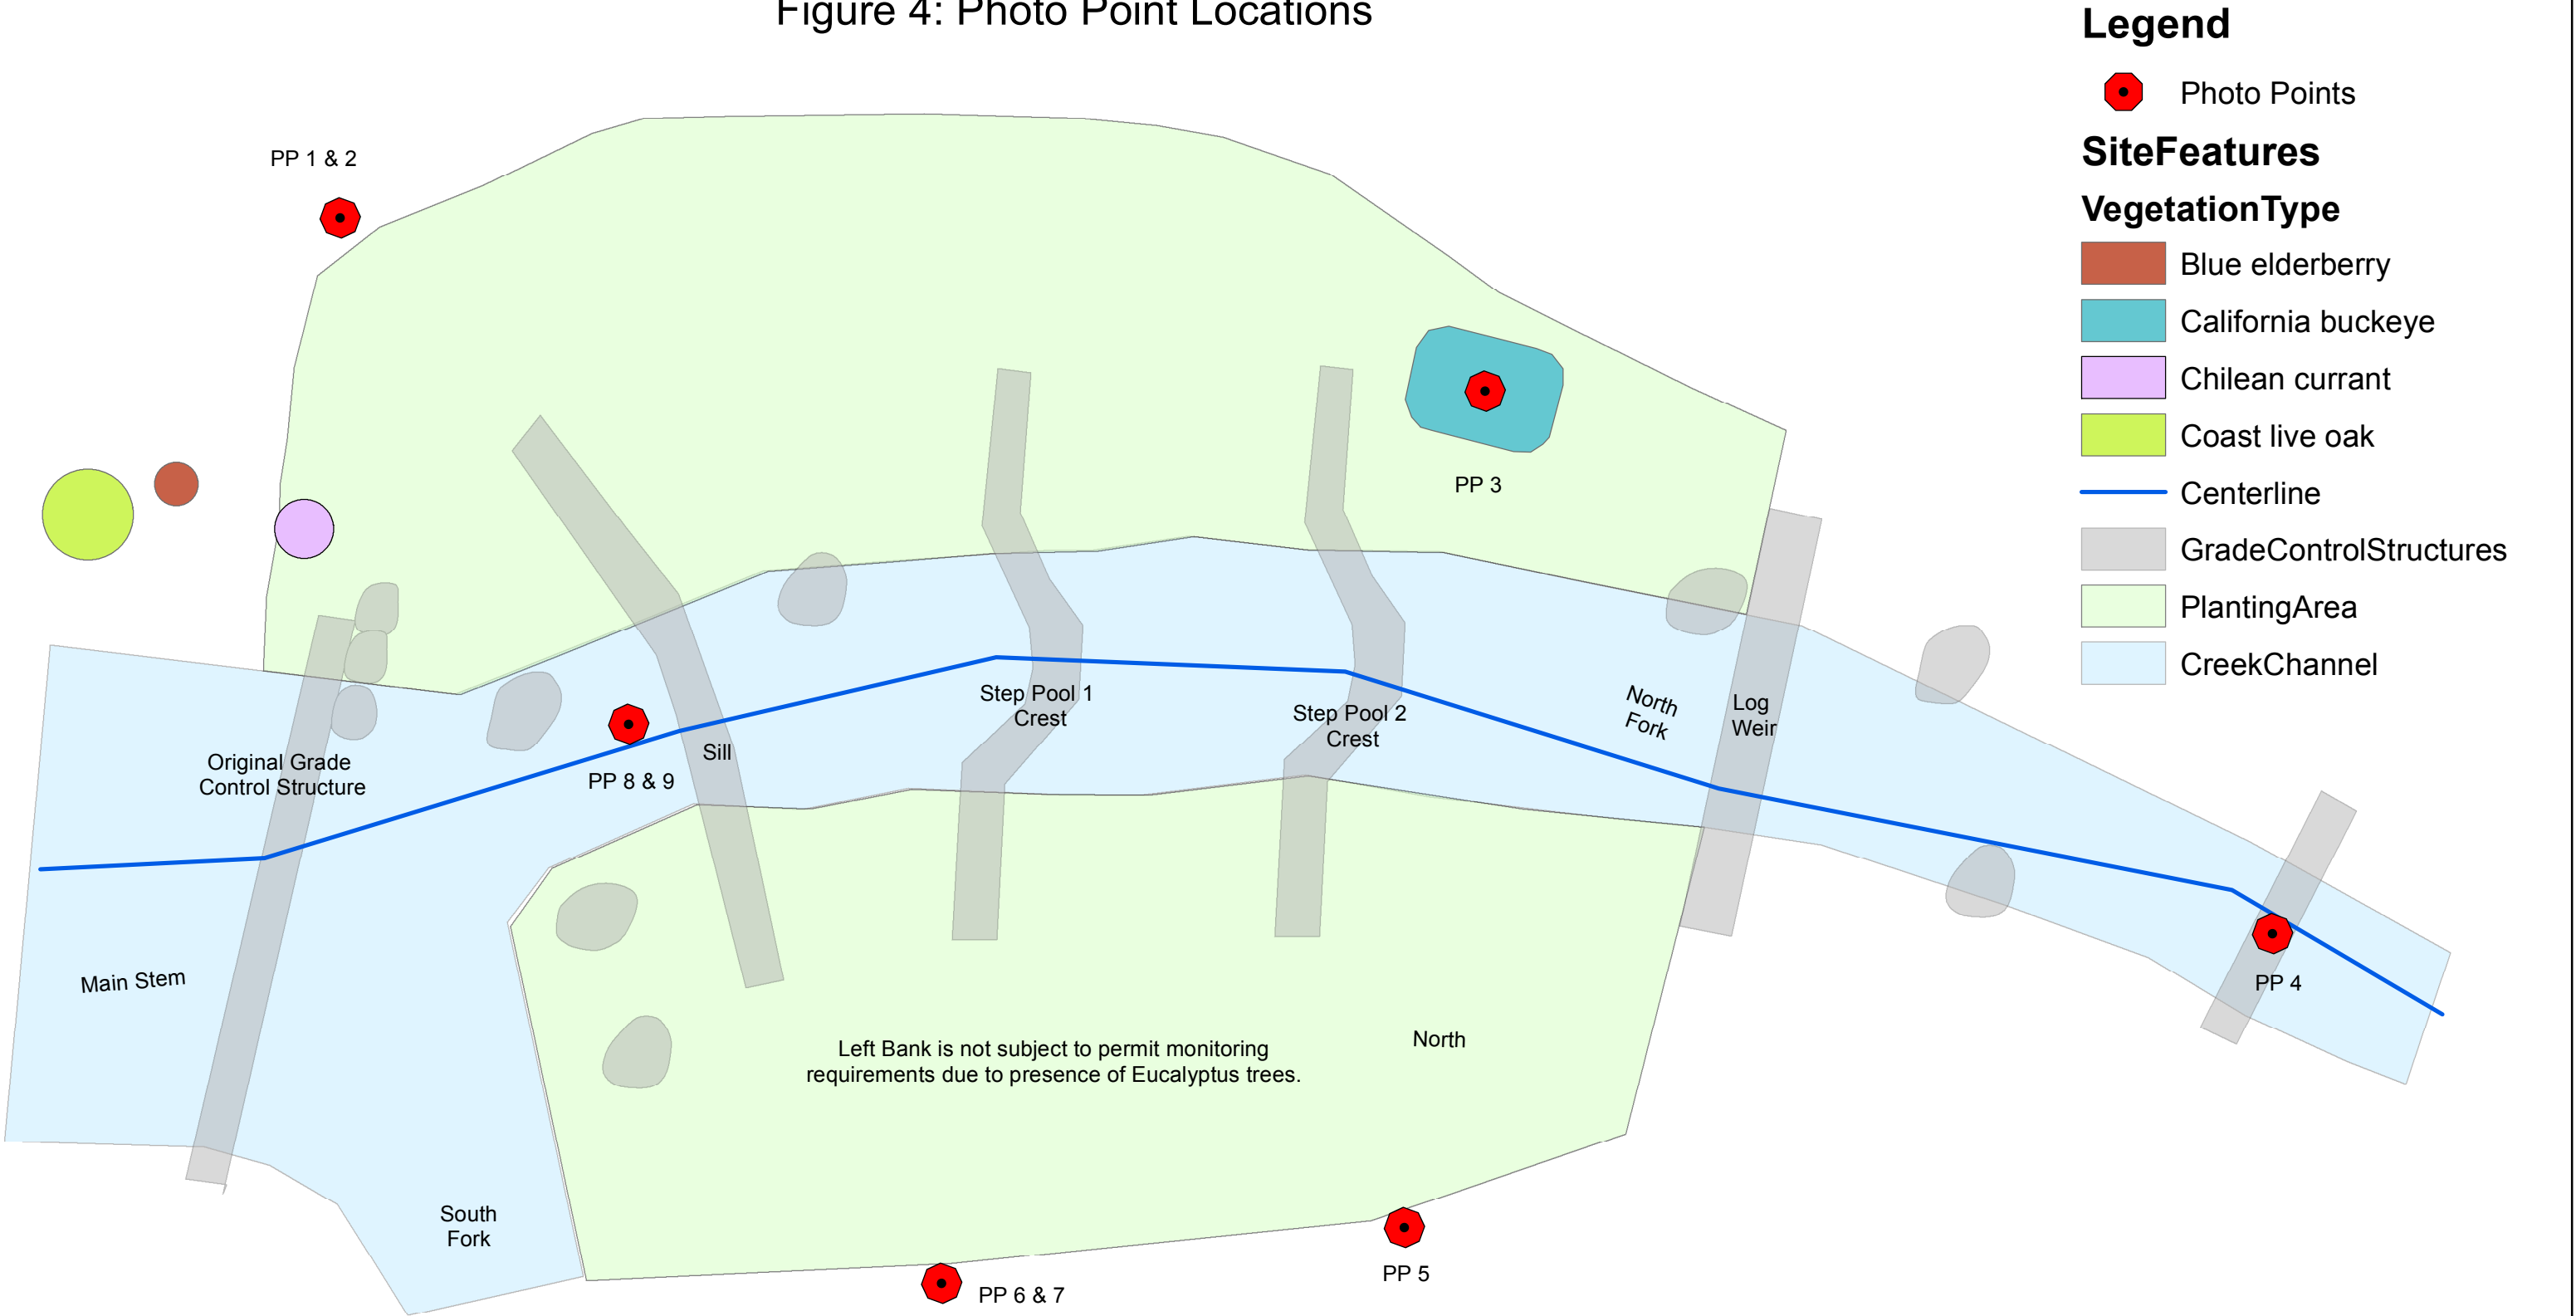 Figure 4: Photo Point Locations
Legend
Photo Points
SiteFeatures
VegetationType
Blue elderberry
California buckeye
Chilean currant
Coast live oak
Centerline
GradeControlStructures
PlantingArea
CreekChannel
PP 1 & 2
PP 3
Step Pool 1
Crest
Step Pool 2
Crest
North
Fork
Log
Weir
Original Grade
Control Structure
Sill
PP 8 & 9
Main Stem
PP 4
North
Left Bank is not subject to permit monitoring
requirements due to presence of Eucalyptus trees.
South
Fork
PP 5
PP 6 & 7